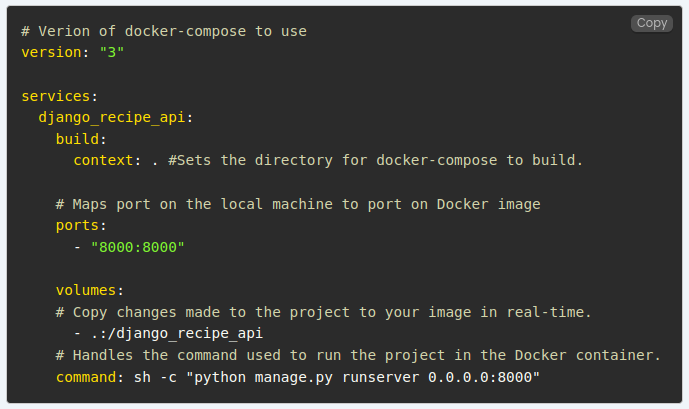 Copy
# Verion of docker-compose to use
version: "3"

services:
  django_recipe_api:
    build:
      context: . #Sets the directory for docker-compose to build.

    # Maps port on the local machine to port on Docker image
    ports:
      - "8000:8000"

    volumes:
    # Copy changes made to the project to your image in real-time.
      - .:/django_recipe_api
    # Handles the command used to run the project in the Docker container.
    command: sh -c "python manage.py runserver 0.0.0.0:8000"